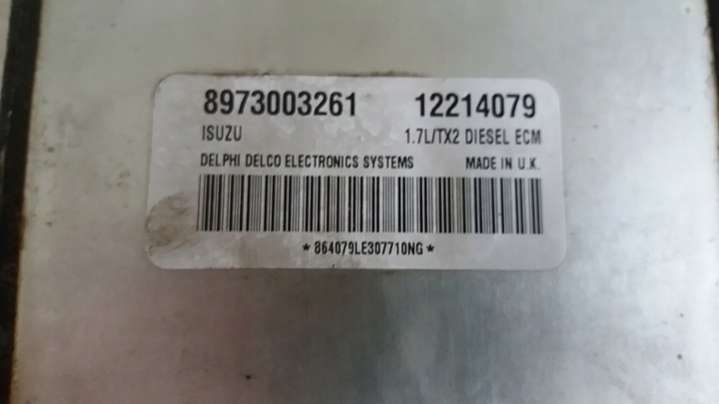 8973003261 12214079
ISUZU 1.7L/TX2 DIESEL ECM
DELPHI DELCO ELECTRONICS SYSTEMS MADE IN U.K.
*864079LE307710NG*